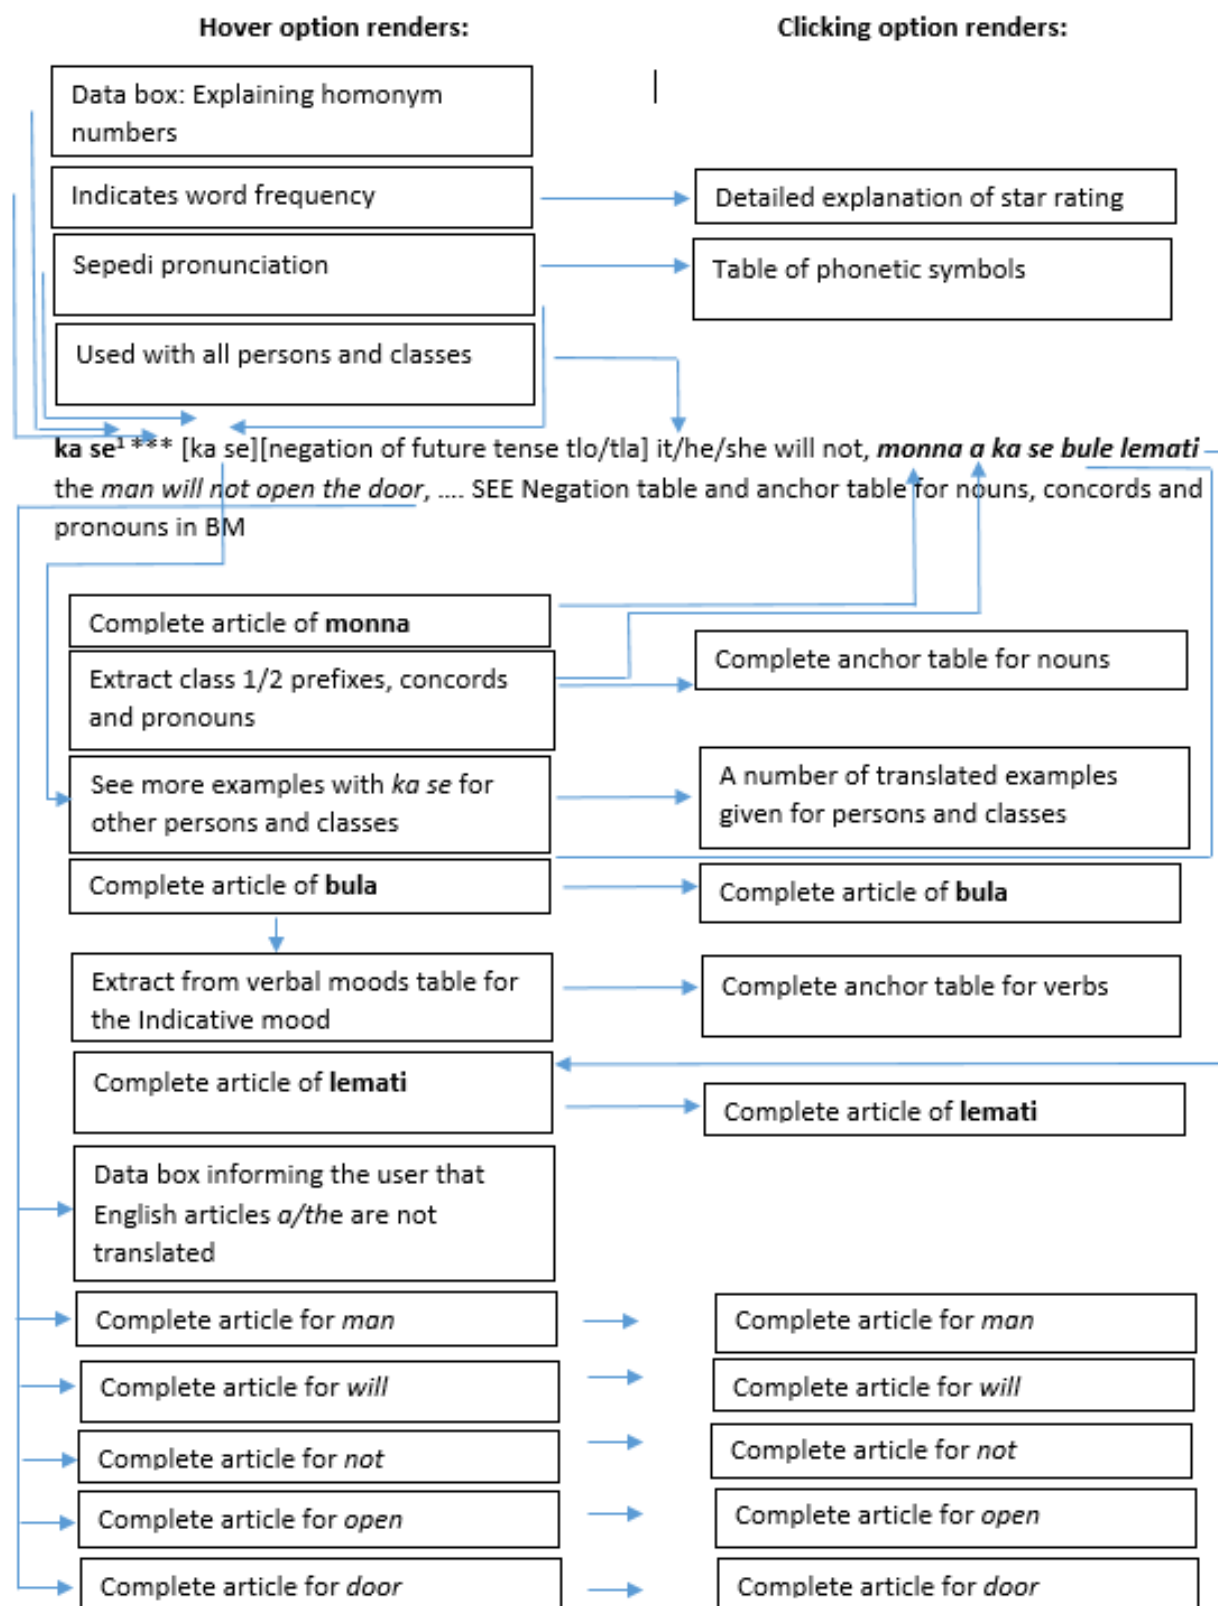 Hover option renders:
Clicking option renders:
Data box: Explaining homonym
numbers
Indicates word frequency
Detailed explanation of star rating
Sepedi pronunciation
Table of phonetic symbols
Used with all persons and classes
ka se¹ *** [ka se][negation of future tense tlo/tla] it/he/she will not, monna a ka se bule lemati
the man will not open the door, .... SEE Negation table and anchor table for nouns, concords and
pronouns in BM
Complete article of monna
Extract class 1/2 prefixes, concords
and pronouns
Complete anchor table for nouns
See more examples with ka se for
other persons and classes
A number of translated examples
given for persons and classes
Complete article of bula
Complete article of bula
Extract from verbal moods table for
the Indicative mood
Complete anchor table for verbs
Complete article of lemati
Complete article of lemati
Data box informing the user that
English articles a/the are not
translated
Complete article for man
Complete article for man
Complete article for will
Complete article for will
Complete article for not
Complete article for not
Complete article for open
Complete article for open
Complete article for door
Complete article for door